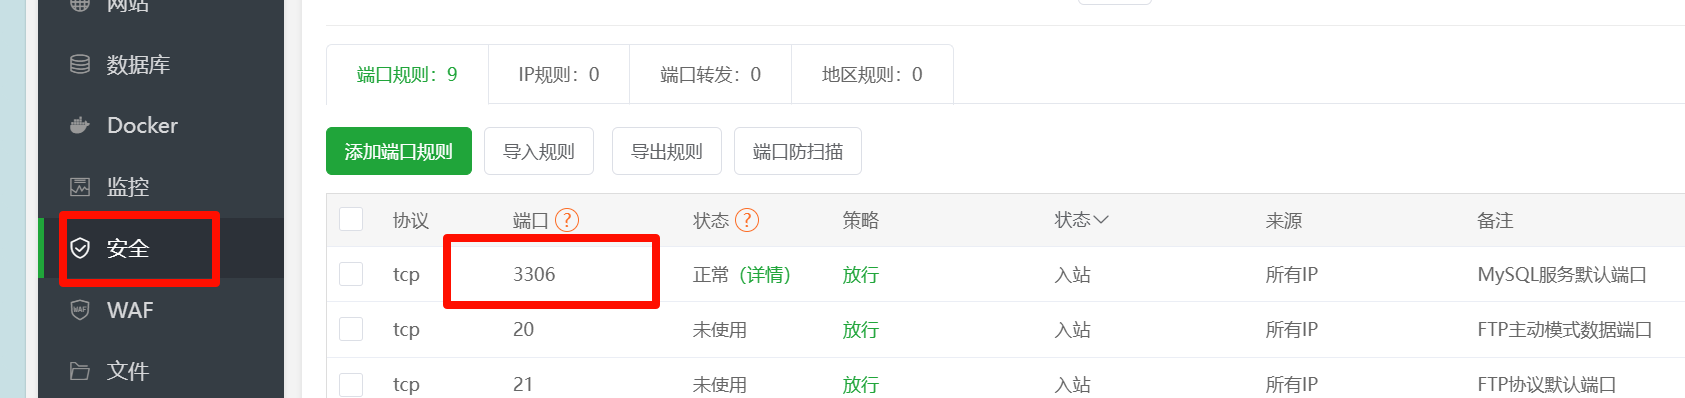 网站
数据库
Docker
监控
安全
WAF
文件
端口规则：9 IP规则：0 端口转发：0 地区规则：0
添加端口规则 导入规则 导出规则 端口防扫描
协议 端口 ? 状态 ? 策略 状态 来源 备注
tcp 3306 正常（详情） 放行 入站 所有IP MySQL服务默认端口
tcp 20 未使用 放行 入站 所有IP FTP主动模式数据端口
tcp 21 未使用 放行 入站 所有IP FTP协议默认端口